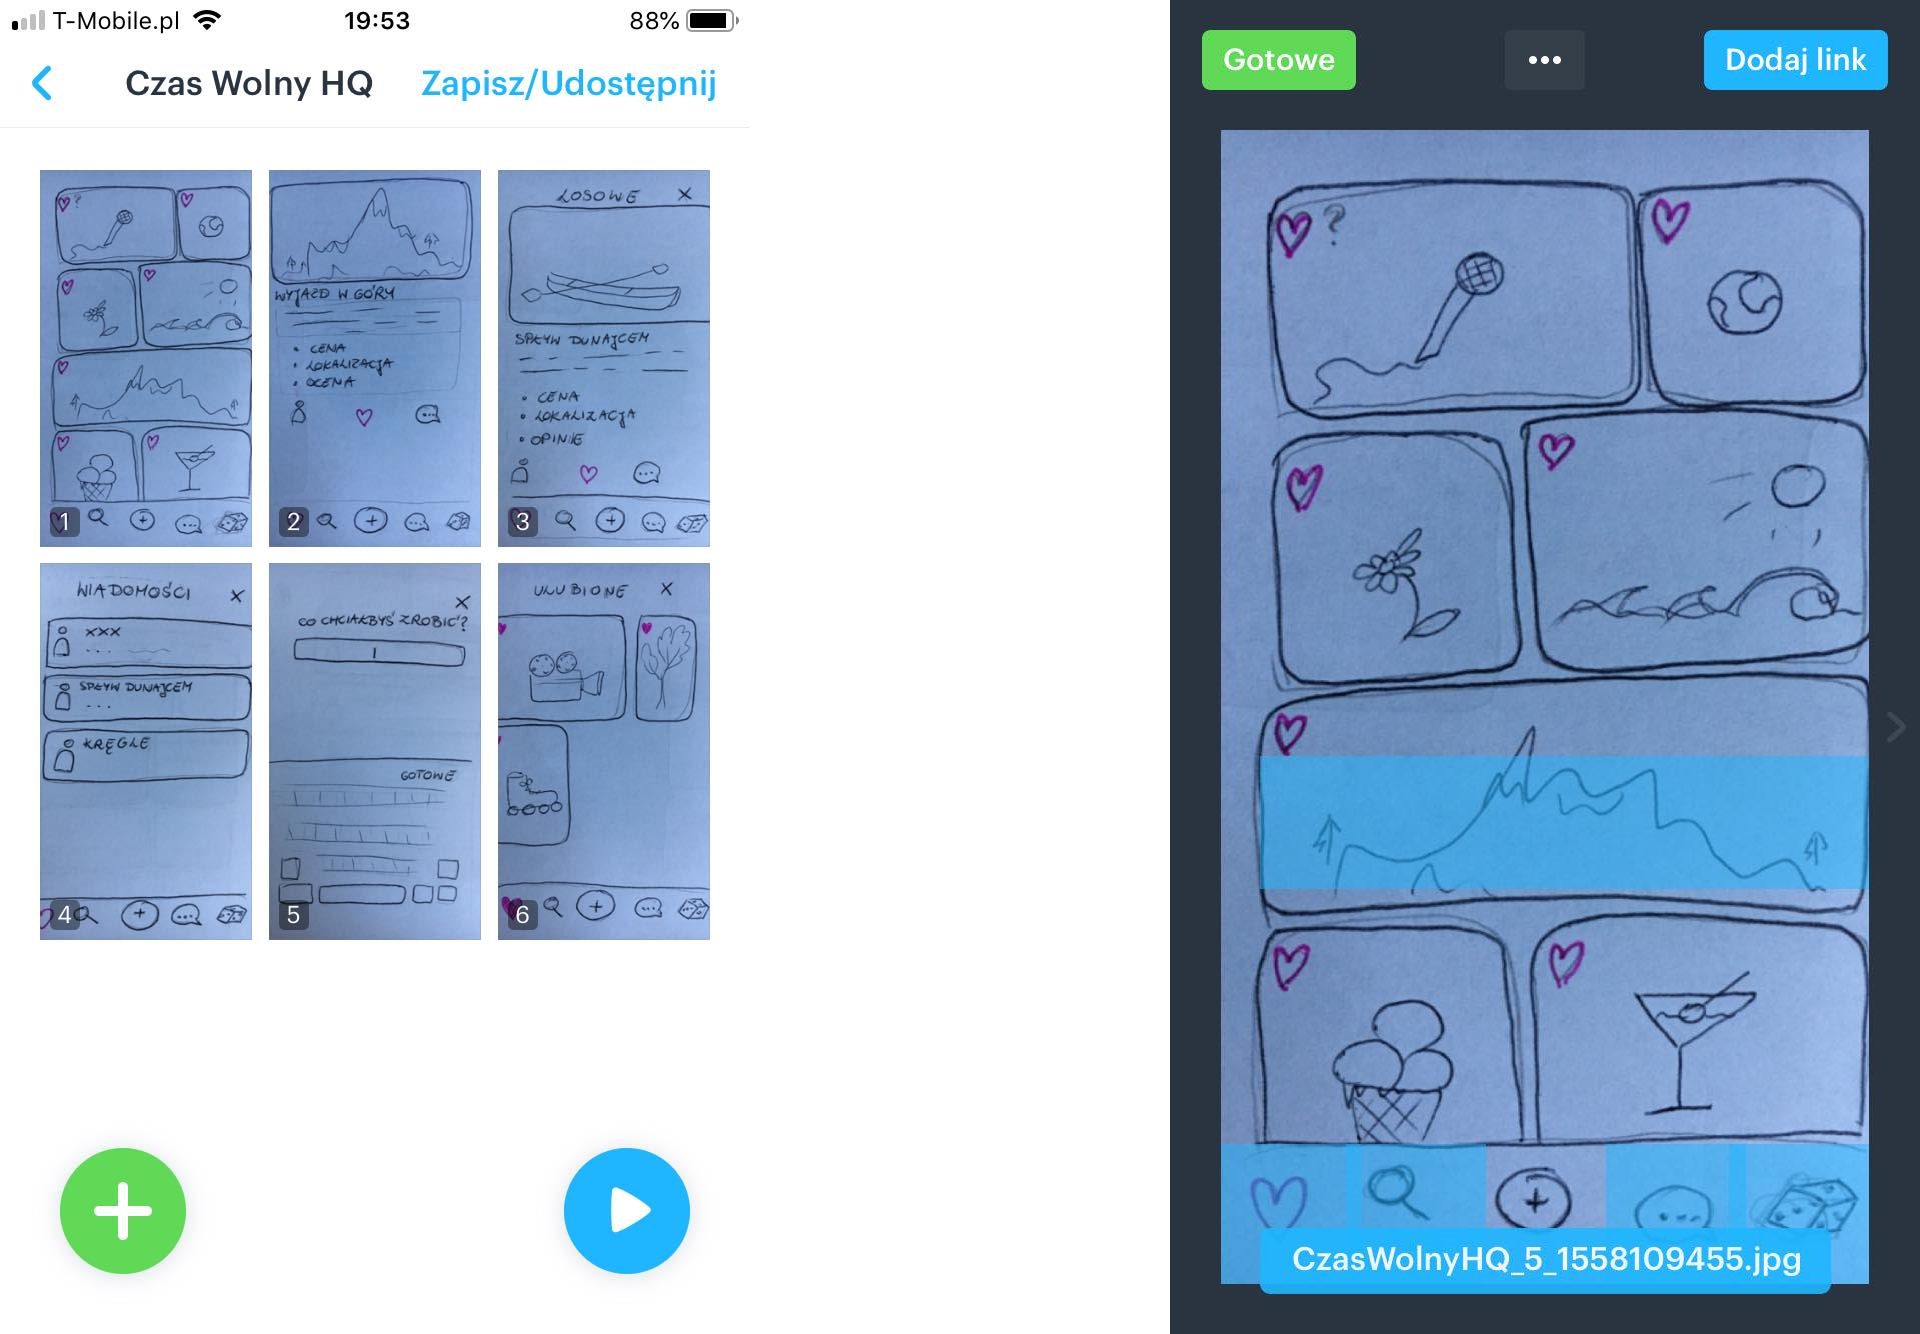 T-Mobile.pl 19:53 88%
Czas Wolny HQ Zapisz/Udostępnij
?
1
WYJAZD W GÓRY
• CENA
• LOKALIZACJA
• OCENA
2
LOSOWE X
SPŁYW DUNAJCEM
• CENA
• LOKALIZACJA
• OPINIE
3
WIADOMOŚCI X
XXX
...
SPŁYW DUNAJCEM
...
KRĘGLE
4
X
CO CHCIAŁBYŚ ZROBIĆ?
GOTOWE
5
ULUBIONE X
6
Gotowe ••• Dodaj link
?
CzasWolnyHQ_5_1558109455.jpg